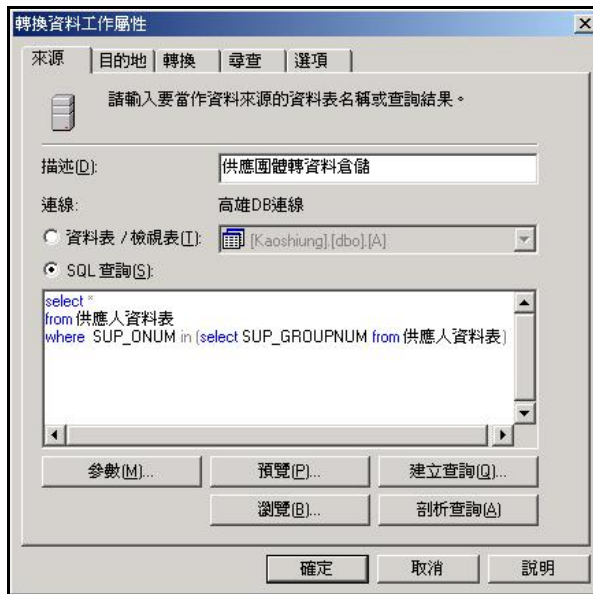 轉換資料工作屬性
來源 目的地 轉換 尋查 選項
請輸入要當作資料來源的資料表名稱或查詢結果。
描述(D): 供應團體轉資料倉儲
連線: 高雄DB連線
資料表 / 檢視表(T): [Kaoshiung].[dbo].[A]
SQL 查詢(S):
select *
from 供應人資料表
where SUP_ONUM in (select SUP_GROUPNUM from 供應人資料表)
參數(M)... 預覽(P)... 建立查詢(Q)...
瀏覽(B)... 剖析查詢(A)
確定 取消 說明